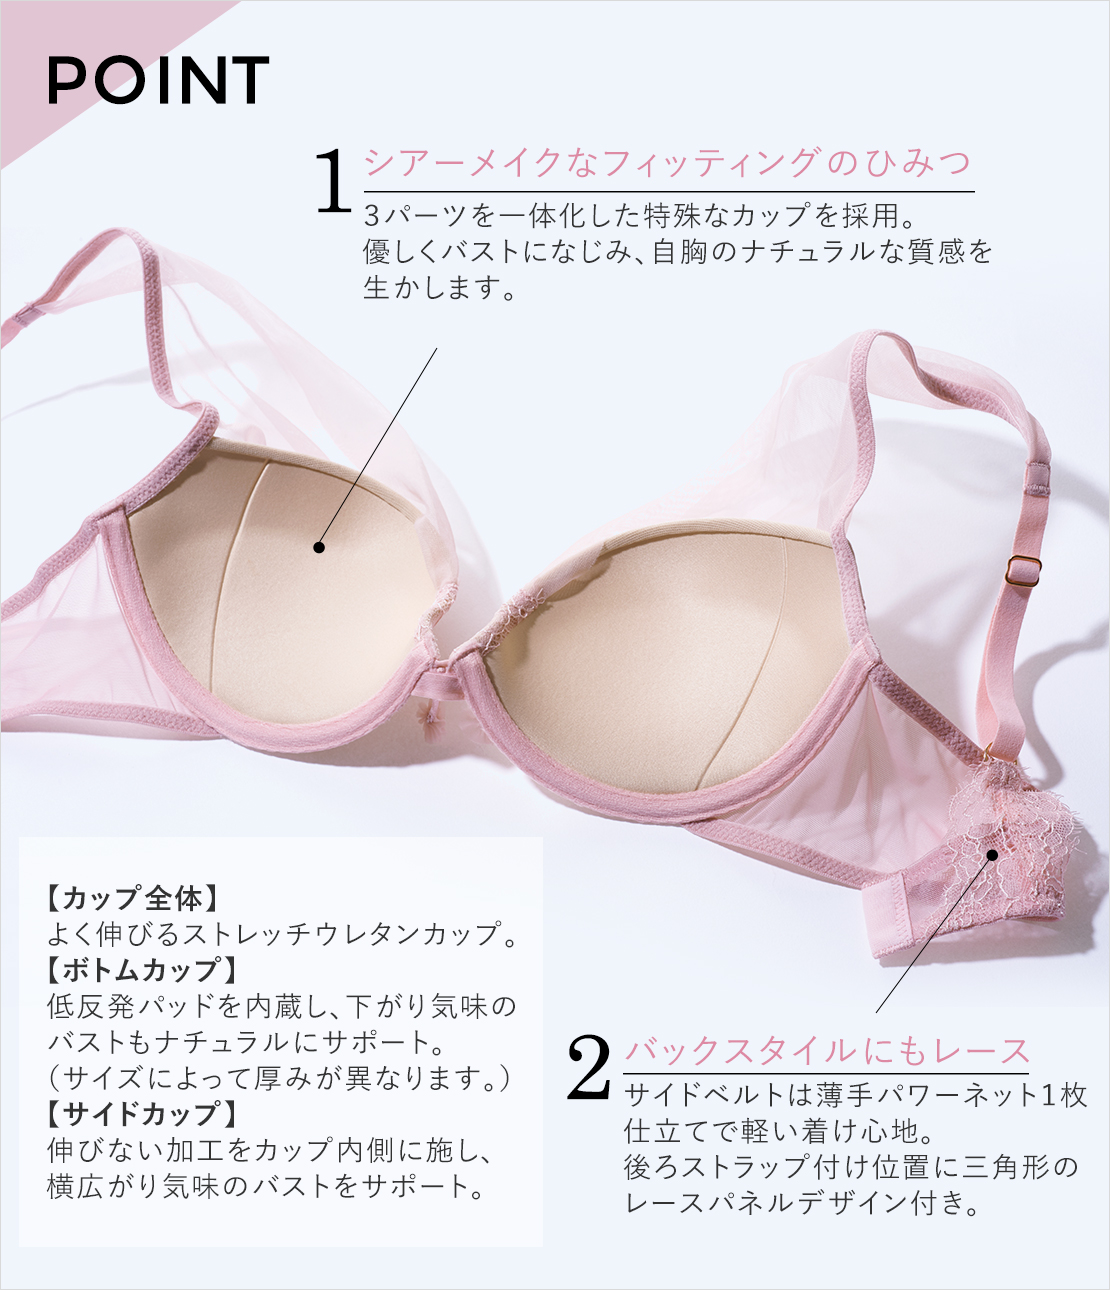 POINT
1
シアーメイクなフィッティングのひみつ
3パーツを一体化した特殊なカップを採用。
優しくバストになじみ、自胸のナチュラルな質感を
生かします。
【カップ全体】
よく伸びるストレッチウレタンカップ。
【ボトムカップ】
低反発パッドを内蔵し、下がり気味の
バストもナチュラルにサポート。
（サイズによって厚みが異なります。）
【サイドカップ】
伸びない加工をカップ内側に施し、
横広がり気味のバストをサポート。
2
バックスタイルにもレース
サイドベルトは薄手パワーネット1枚
仕立てで軽い着け心地。
後ろストラップ付け位置に三角形の
レースパネルデザイン付き。